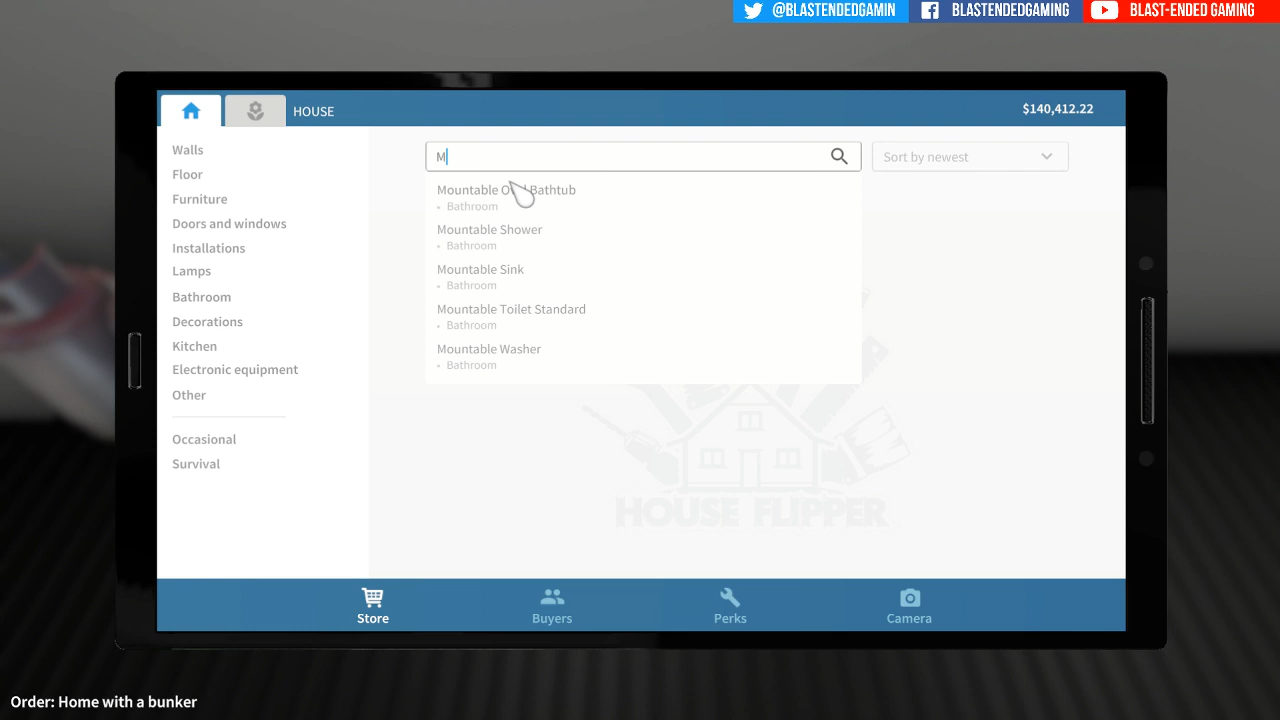 @BLASTENDEDGAMIN BLASTENDEDGAMING BLAST-ENDED GAMING
HOUSE $140,412.22
M Sort by newest
Walls
Floor
Furniture
Doors and windows
Installations
Lamps
Bathroom
Decorations
Kitchen
Electronic equipment
Other
Occasional
Survival
Mountable Oval Bathtub
• Bathroom
Mountable Shower
• Bathroom
Mountable Sink
• Bathroom
Mountable Toilet Standard
• Bathroom
Mountable Washer
• Bathroom
HOUSE FLIPPER
Store Buyers Perks Camera
Order: Home with a bunker